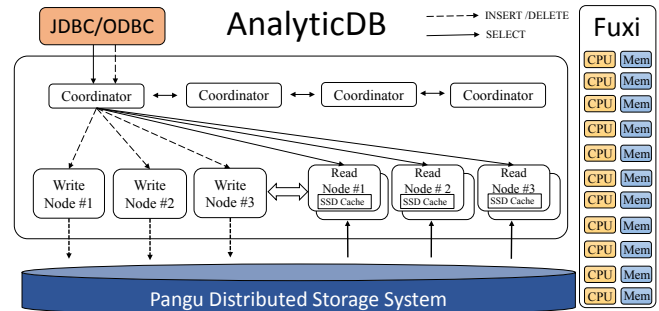 JDBC/ODBC
AnalyticDB
INSERT /DELETE
SELECT
Fuxi
Coordinator
Coordinator
Coordinator
Coordinator
Write
Node #1
Write
Node #2
Write
Node #3
Read
Node #1
SSD Cache
Read
Node # 2
SSD Cache
Read
Node #3
SSD Cache
Pangu Distributed Storage System
CPU Mem
CPU Mem
CPU Mem
CPU Mem
CPU Mem
CPU Mem
CPU Mem
CPU Mem
CPU Mem
CPU Mem
CPU Mem